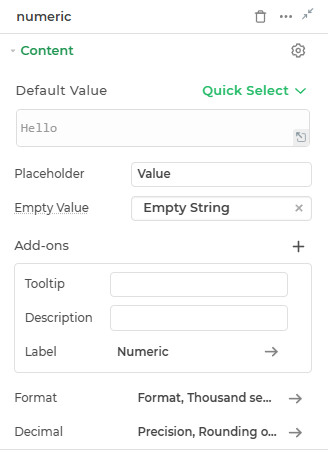 numeric
Content
Default Value Quick Select
Hello
Placeholder Value
Empty Value Empty String
Add-ons
Tooltip
Description
Label Numeric
Format Format, Thousand se...
Decimal Precision, Rounding o...